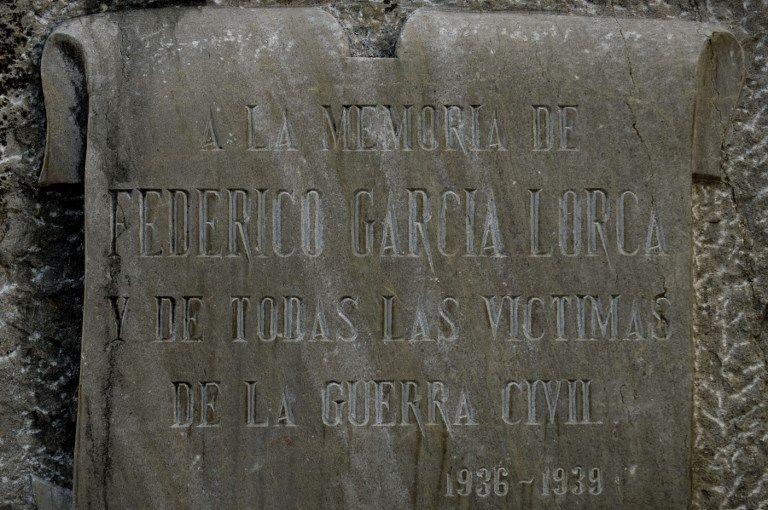 A LA MEMORIA DE
FEDERICO GARCIA LORCA
Y DE TODAS LAS VICTIMAS
DE LA GUERRA CIVIL.
1936 ~ 1939